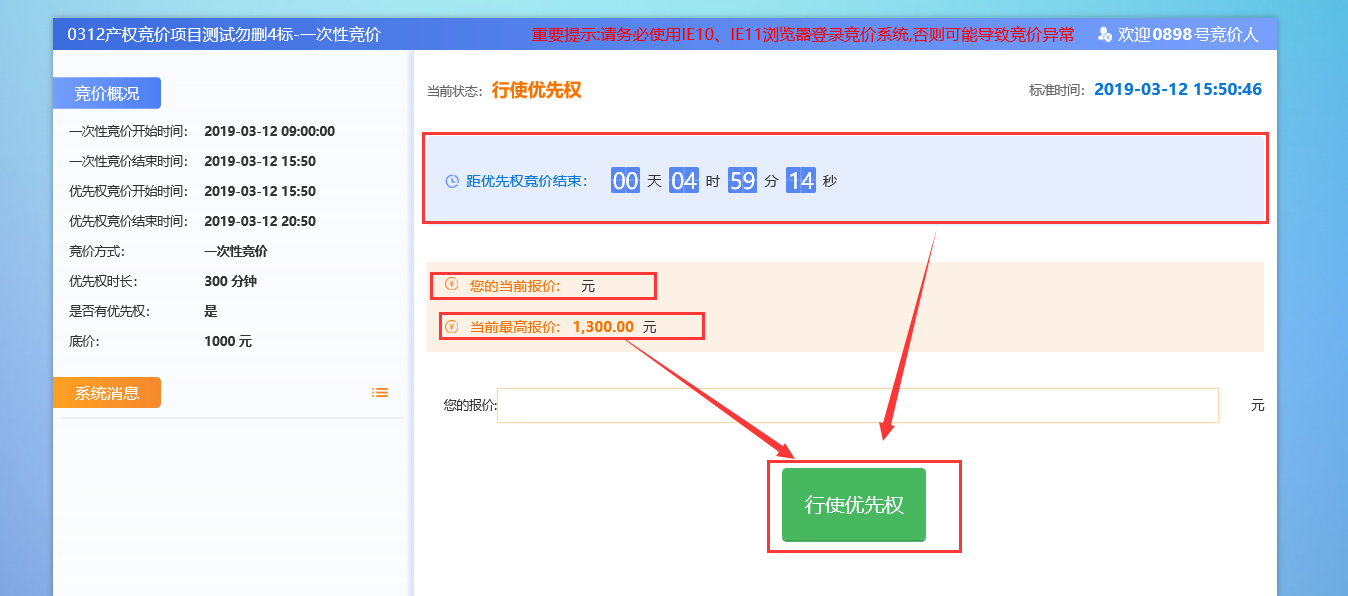 0312产权竞价项目测试勿删4标-一次性竞价
重要提示:请务必使用IE10、IE11浏览器登录竞价系统,否则可能导致竞价异常
欢迎0898号竞价人
竞价概况
一次性竞价开始时间: 2019-03-12 09:00:00
一次性竞价结束时间: 2019-03-12 15:50
优先权竞价开始时间: 2019-03-12 15:50
优先权竞价结束时间: 2019-03-12 20:50
竞价方式: 一次性竞价
优先权时长: 300 分钟
是否有优先权: 是
底价: 1000 元
系统消息
当前状态: 行使优先权
标准时间: 2019-03-12 15:50:46
距优先权竞价结束: 00 天 04 时 59 分 14 秒
您的当前报价: 元
当前最高报价: 1,300.00 元
您的报价: 元
行使优先权